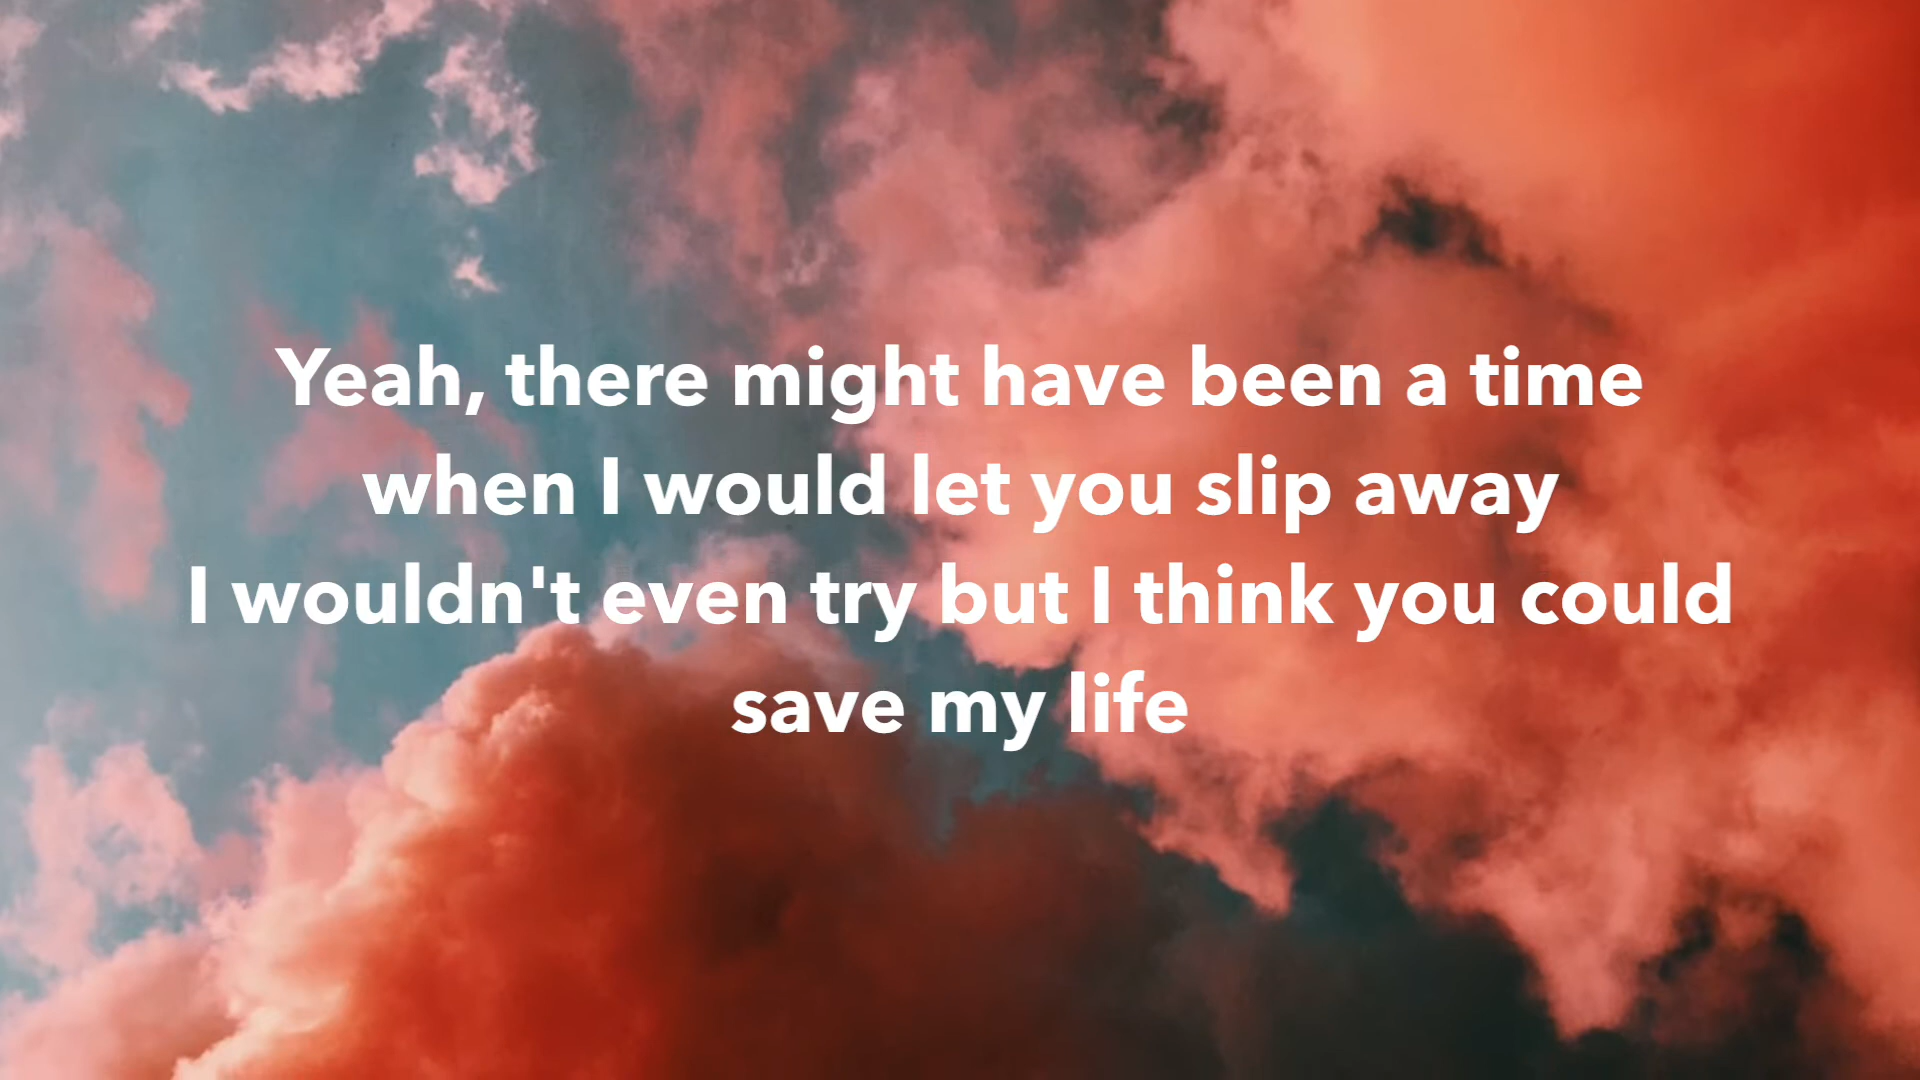 Yeah, there might have been a time
when I would let you slip away
I wouldn't even try but I think you could
save my life